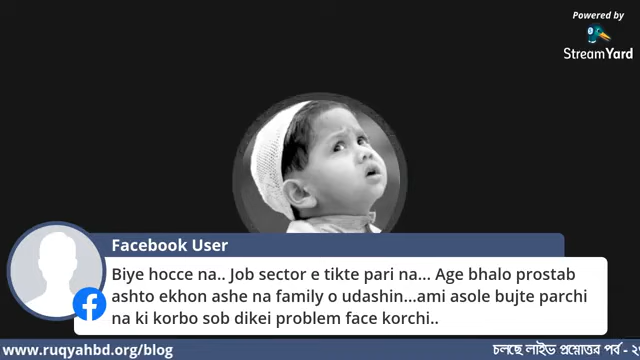 Powered by
StreamYard
Facebook User
Biye hocce na.. Job sector e tikte pari na... Age bhalo prostab
ashto ekhon ashe na family o udashin...ami asole bujte parchi
na ki korbo sob dikei problem face korchi..
www.ruqyahbd.org/blog
চলছে লাইভ প্রশ্নোত্তর পর্ব -